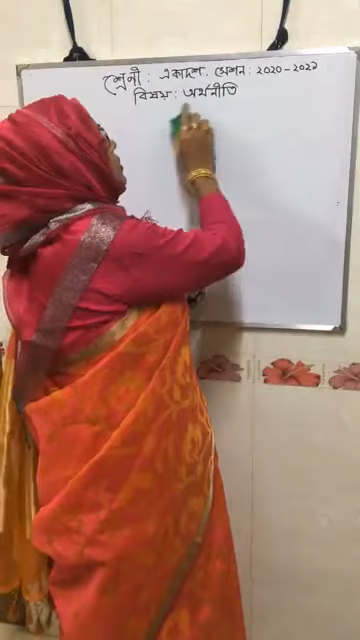 শ্রেণী : একাদশ. সেশন : ২০২০-২০২১
বিষয় : অর্থনীতি